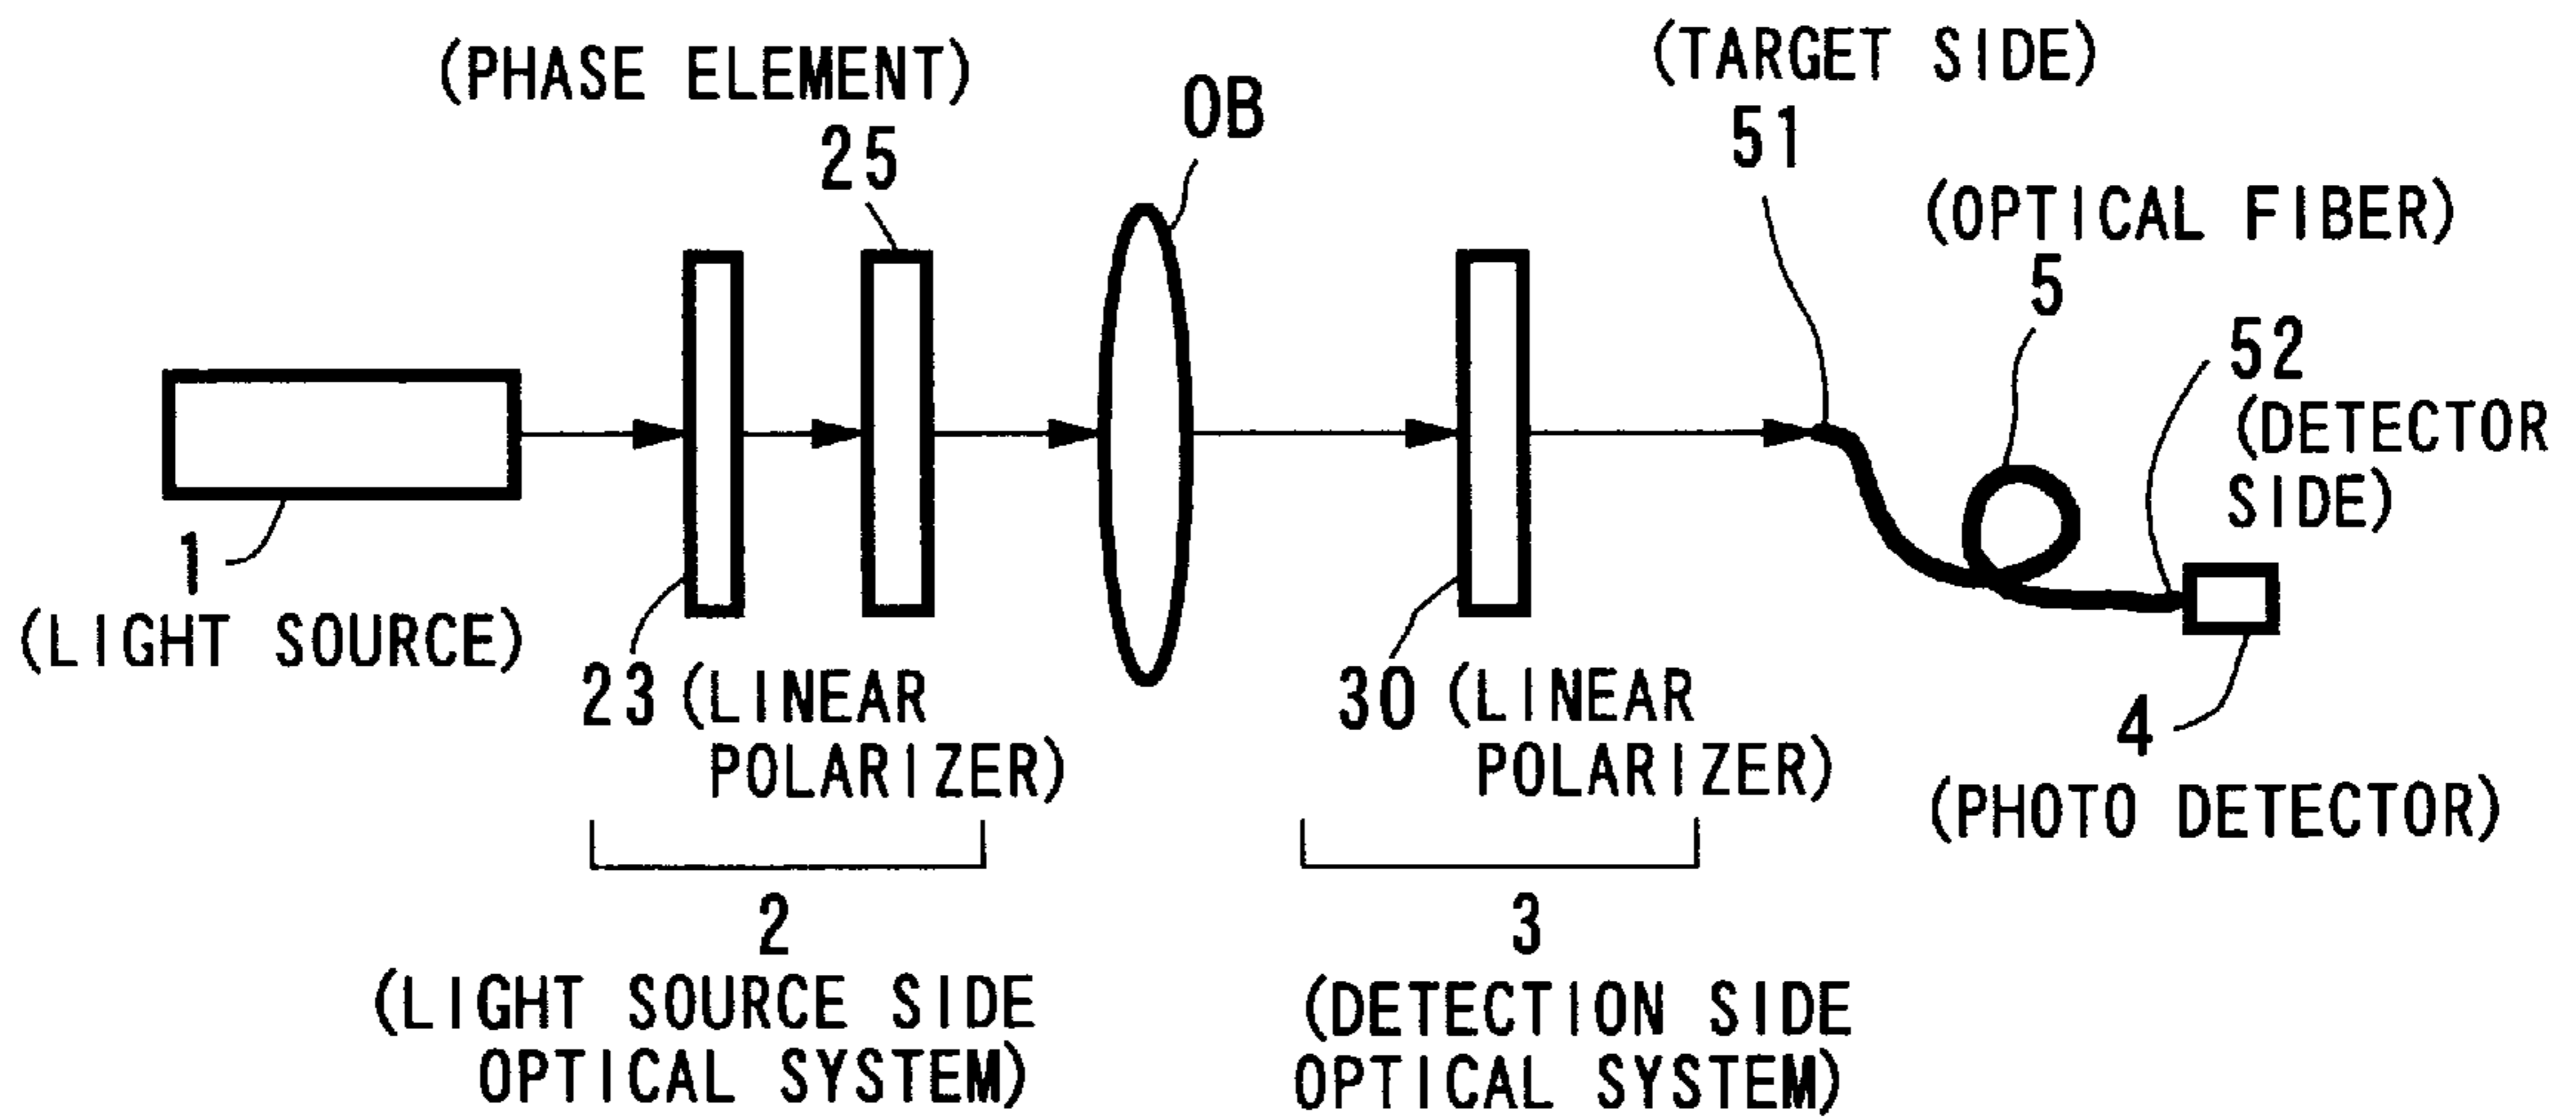 (PHASE ELEMENT)
25
OB
(TARGET SIDE)
51
(OPTICAL FIBER)
5
52
(DETECTOR
SIDE)
1
(LIGHT SOURCE)
23 (LINEAR
POLARIZER)
30 (LINEAR
POLARIZER)
4
(PHOTO DETECTOR)
2
(LIGHT SOURCE SIDE
OPTICAL SYSTEM)
3
(DETECTION SIDE
OPTICAL SYSTEM)